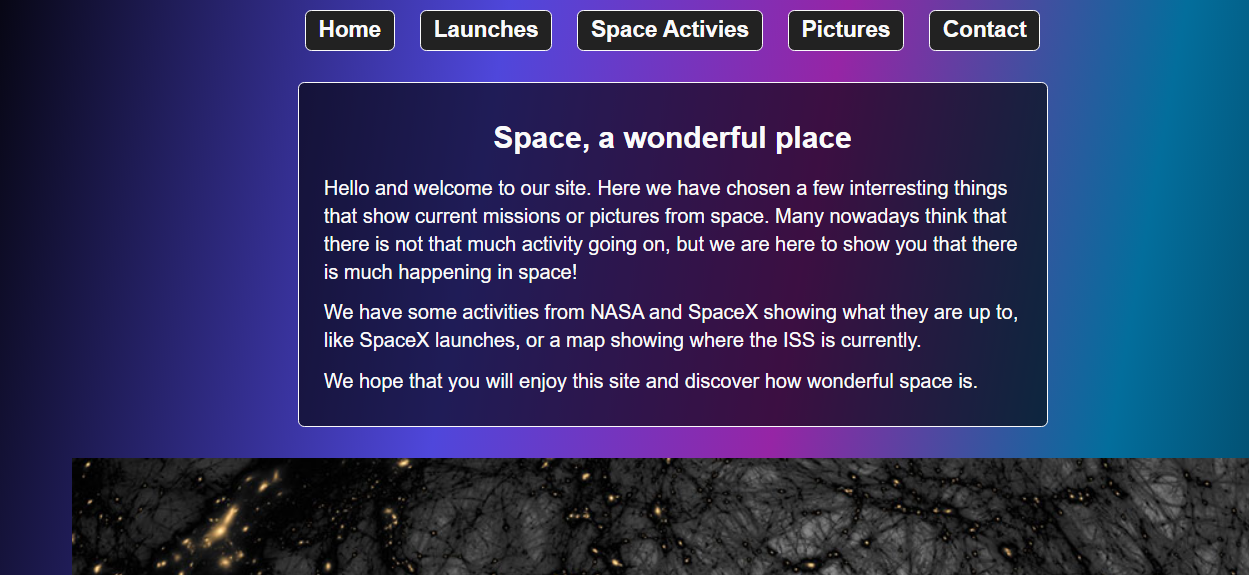 Home Launches Space Activies Pictures Contact
Space, a wonderful place
Hello and welcome to our site. Here we have chosen a few interresting things
that show current missions or pictures from space. Many nowadays think that
there is not that much activity going on, but we are here to show you that there
is much happening in space!
We have some activities from NASA and SpaceX showing what they are up to,
like SpaceX launches, or a map showing where the ISS is currently.
We hope that you will enjoy this site and discover how wonderful space is.